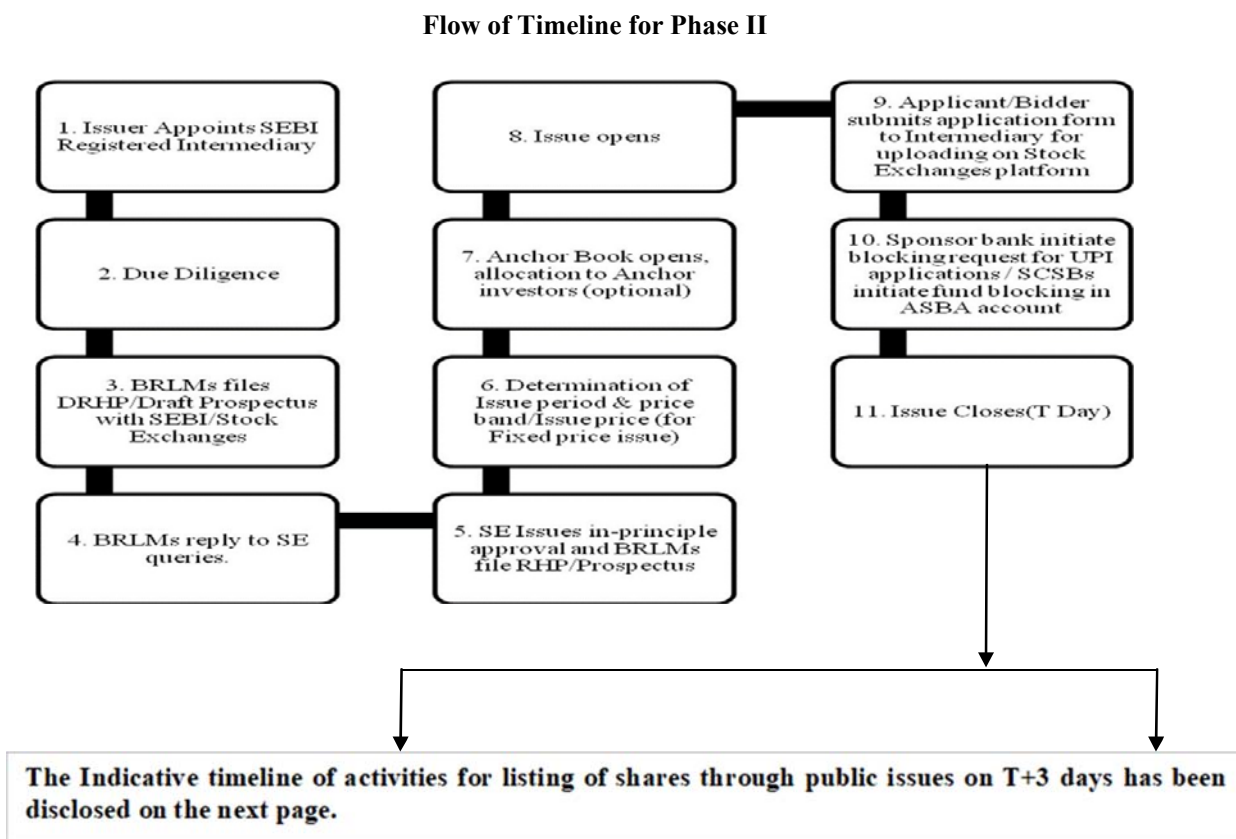 Flow of Timeline for Phase II
1. Issuer Appoints SEBI
Registered Intermediary
2. Due Diligence
3. BRLMs files
DRHP/Draft Prospectus
with SEBI/Stock
Exchanges
4. BRLMs reply to SE
queries.
5. SE Issues in-principle
approval and BRLMs
file RHP/Prospectus
6. Determination of
Issue period & price
band/Issue price (for
Fixed price issue)
7. Anchor Book opens,
allocation to Anchor
investors (optional)
8. Issue opens
9. Applicant/Bidder
submits application form
to Intermediary for
uploading on Stock
Exchanges platform
10. Sponsor bank initiate
blocking request for UPI
applications / SCSBs
initiate fund blocking in
ASBA account
11. Issue Closes(T Day)
The Indicative timeline of activities for listing of shares through public issues on T+3 days has been
disclosed on the next page.